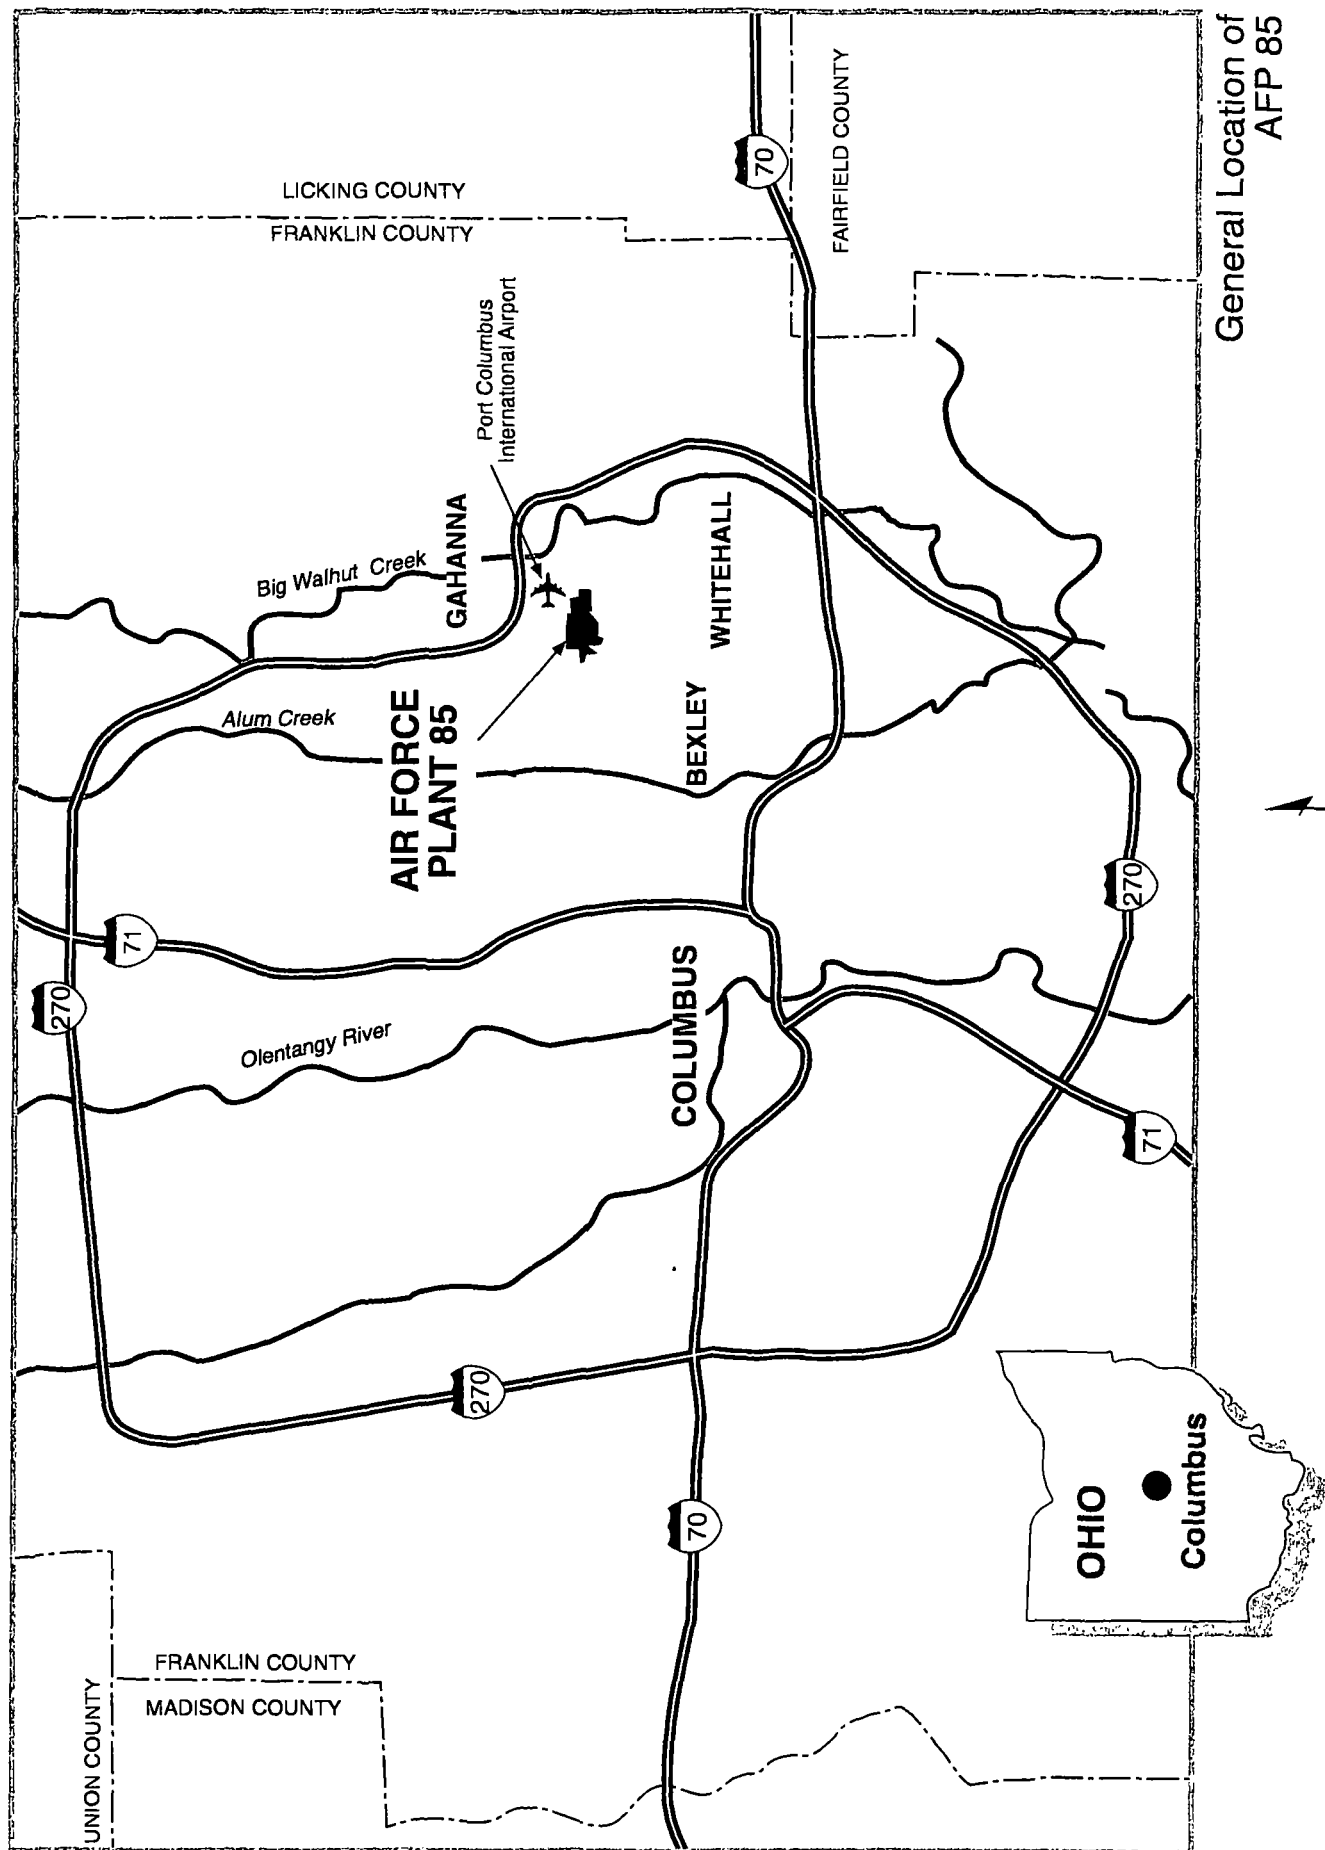 UNION COUNTY
FRANKLIN COUNTY
MADISON COUNTY
270
71
Olentangy River
Alum Creek
Big Walhut Creek
LICKING COUNTY
FRANKLIN COUNTY
270
AIR FORCE
PLANT 85
GAHANNA
Port Columbus
International Airport
70
COLUMBUS
BEXLEY
WHITEHALL
70
FAIRFIELD COUNTY
OHIO
Columbus
71
270
General Location of
AFP 85